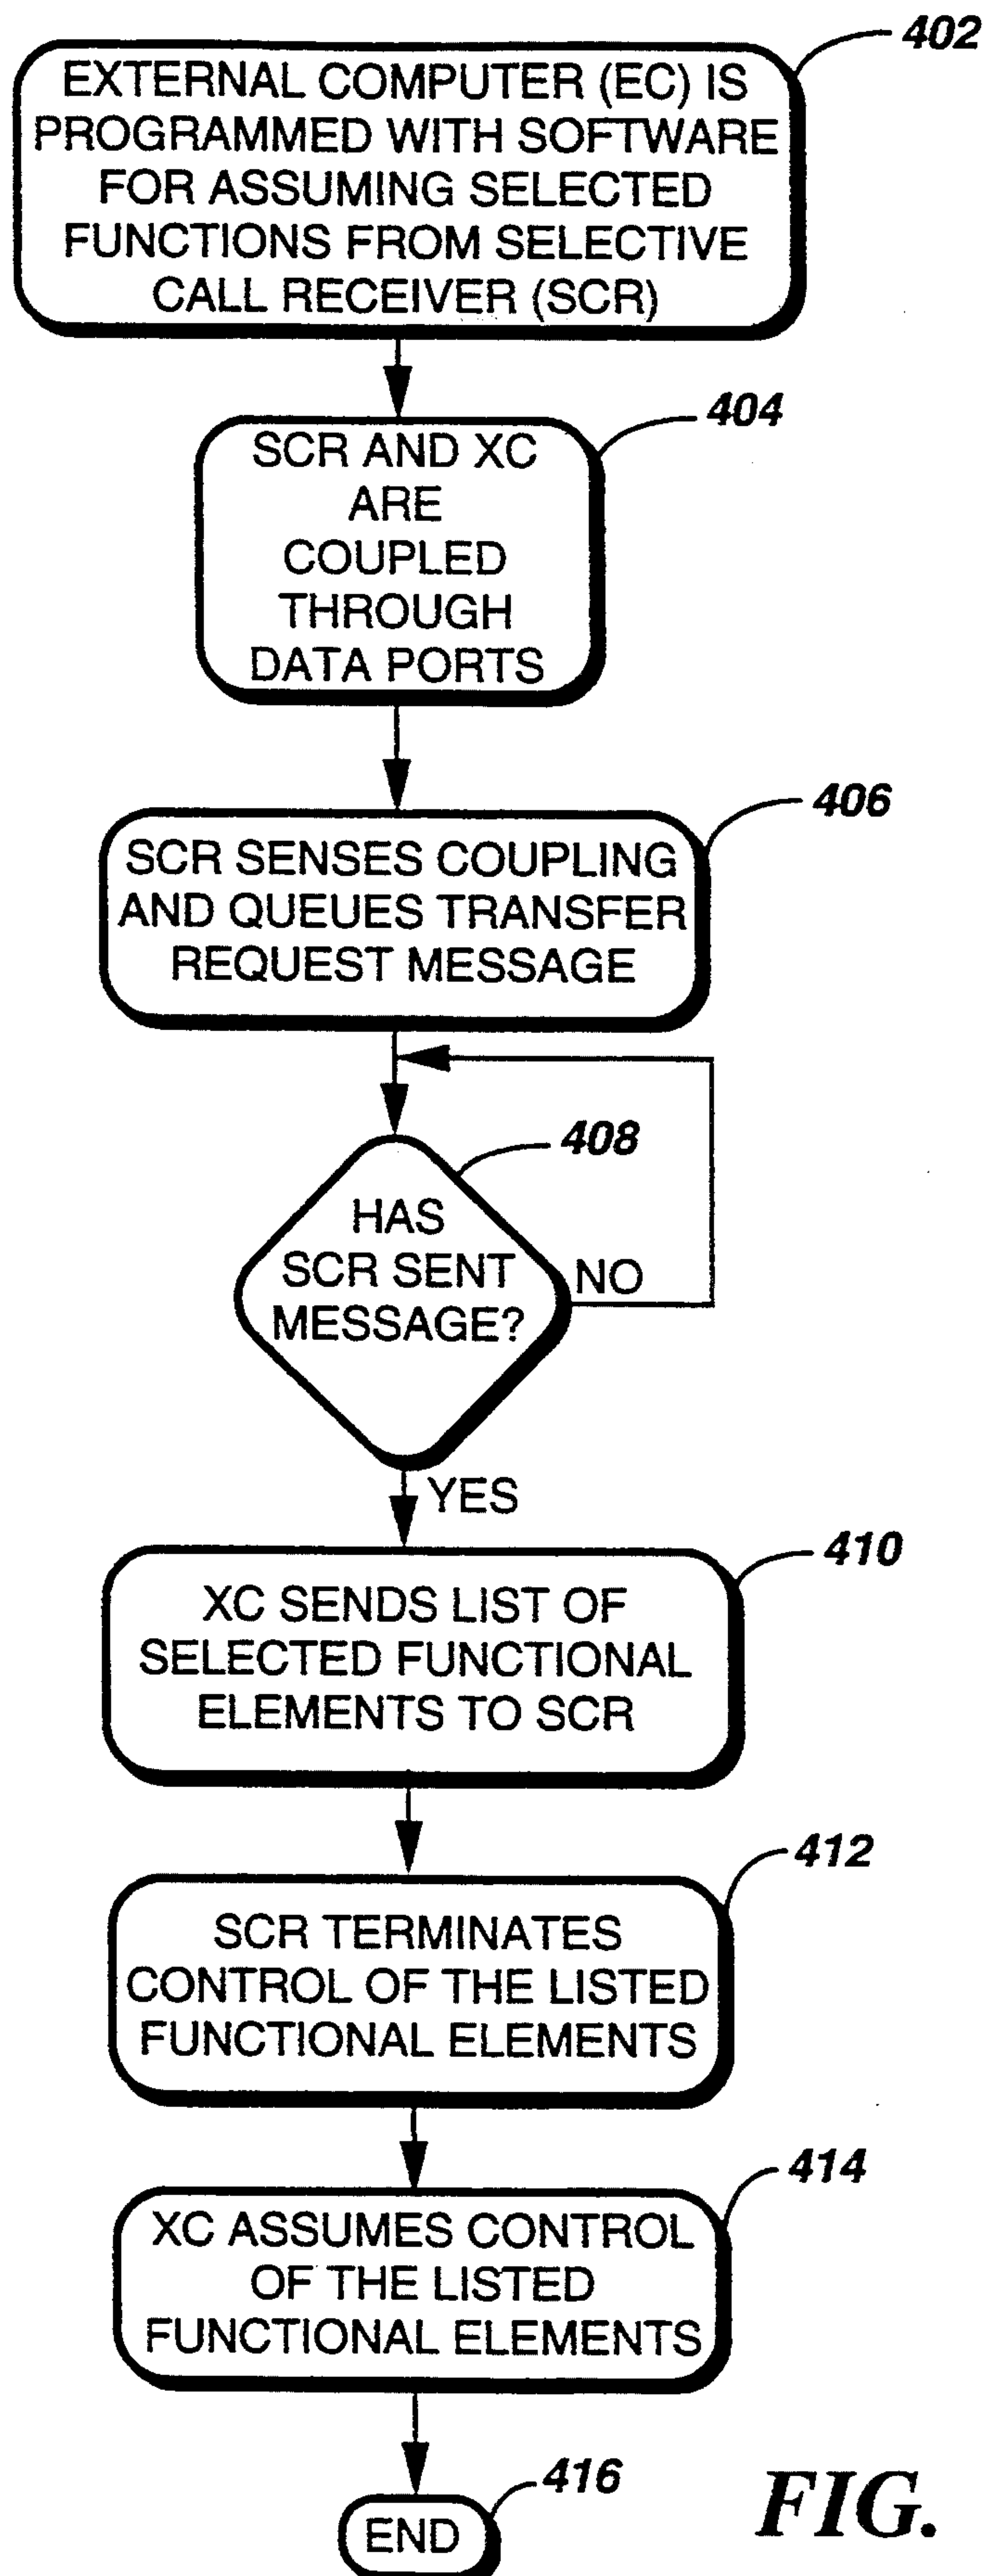 402
EXTERNAL COMPUTER (EC) IS
PROGRAMMED WITH SOFTWARE
FOR ASSUMING SELECTED
FUNCTIONS FROM SELECTIVE
CALL RECEIVER (SCR)
404
SCR AND XC
ARE
COUPLED
THROUGH
DATA PORTS
406
SCR SENSES COUPLING
AND QUEUES TRANSFER
REQUEST MESSAGE
408
HAS
SCR SENT
MESSAGE?
NO
YES
410
XC SENDS LIST OF
SELECTED FUNCTIONAL
ELEMENTS TO SCR
412
SCR TERMINATES
CONTROL OF THE LISTED
FUNCTIONAL ELEMENTS
414
XC ASSUMES CONTROL
OF THE LISTED
FUNCTIONAL ELEMENTS
416
END
FIG.